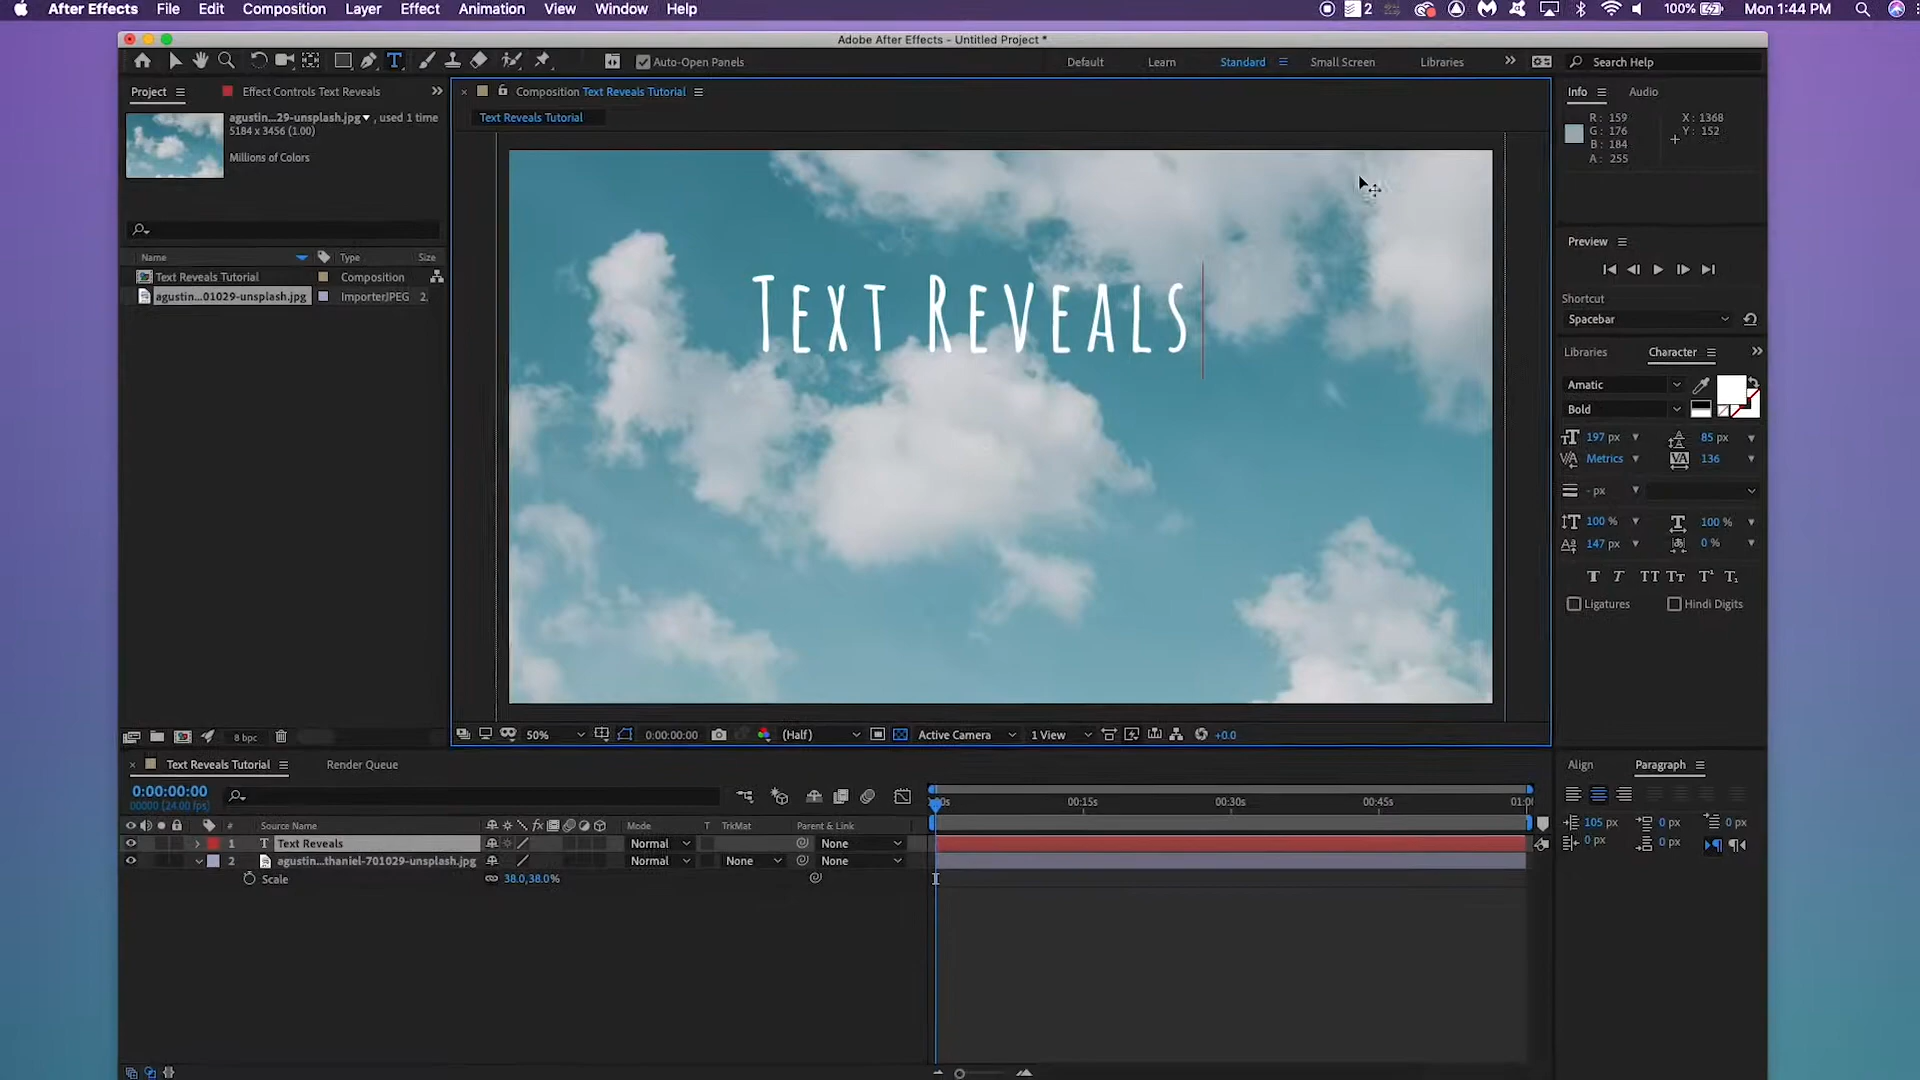 After Effects File Edit Composition Layer Effect Animation View Window Help
2 100% Mon 1:44 PM
Adobe After Effects - Untitled Project *
Auto-Open Panels Default Learn Standard Small Screen Libraries Search Help
Project Effect Controls Text Reveals
agustin...29-unsplash.jpg , used 1 time
5184 x 3456 (1.00)
Millions of Colors
Name Type Size
Text Reveals Tutorial Composition
agustin...01029-unsplash.jpg ImporterJPEG 2.
8 bpc
Composition Text Reveals Tutorial
Text Reveals Tutorial
Text Reveals
50% 0:00:00:00 (Half) Active Camera 1 View +0.0
Info Audio
R : 159 X : 1368
G : 176 Y : 152
B : 184
A : 255
Preview
Shortcut
Spacebar
Libraries Character
Amatic
Bold
197 px 85 px
Metrics 136
- px
100 % 100 %
147 px 0 %
Ligatures Hindi Digits
Text Reveals Tutorial Render Queue
0:00:00:00
00000 (24.00 fps)
00:15s 00:30s 00:45s
# Source Name Mode T TrkMat Parent & Link
1 T Text Reveals Normal None
2 agustin...thaniel-701029-unsplash.jpg Normal None None
Scale 38.0,38.0%
Align Paragraph
105 px 0 px 0 px
0 px 0 px